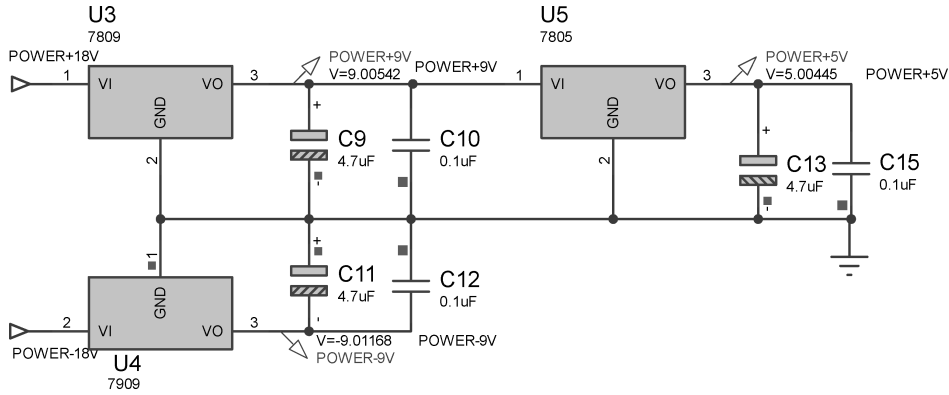 U3
7809
POWER+18V
1
VI
VO
3
GND
2
POWER+9V
V=9.00542
POWER+9V
+
C9
4.7uF
-
C10
0.1uF
U5
7805
1
VI
VO
3
GND
2
POWER+5V
V=5.00445
POWER+5V
+
C13
4.7uF
-
C15
0.1uF
1
GND
2
VI
VO
3
POWER-18V
U4
7909
+
C11
4.7uF
-
C12
0.1uF
V=-9.01168
POWER-9V
POWER-9V